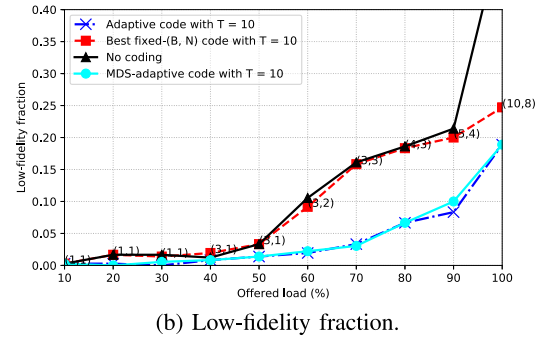 0.40
0.35
0.30
0.25
0.20
0.15
0.10
0.05
0.00
Low-fidelity fraction
Adaptive code with T = 10
Best fixed-(B, N) code with T = 10
No coding
MDS-adaptive code with T = 10
(1,1)
(1,1)
(1,1)
(3,1)
(3,1)
(3,2)
(3,3)
(4,3)
(5,4)
(10,8)
10 20 30 40 50 60 70 80 90 100
Offered load (%)
(b) Low-fidelity fraction.